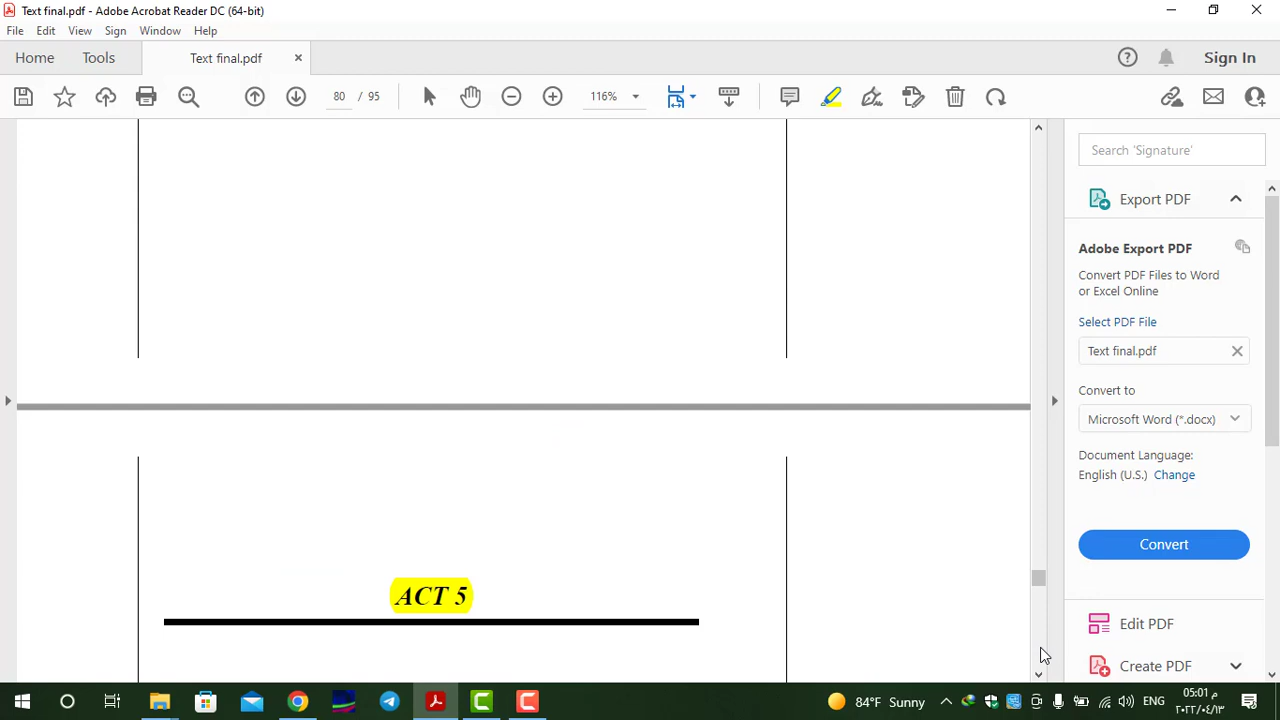 Text final.pdf - Adobe Acrobat Reader DC (64-bit)
File Edit View Sign Window Help
Home Tools Text final.pdf × Sign In
80 / 95 116%
Search 'Signature'
Export PDF
Adobe Export PDF
Convert PDF Files to Word
or Excel Online
Select PDF File
Text final.pdf
Convert to
Microsoft Word (*.docx)
Document Language:
English (U.S.) Change
Convert
ACT 5
Edit PDF
Create PDF
84°F Sunny ENG
05:01 م
٢٠٢٢/٠٤/١٣